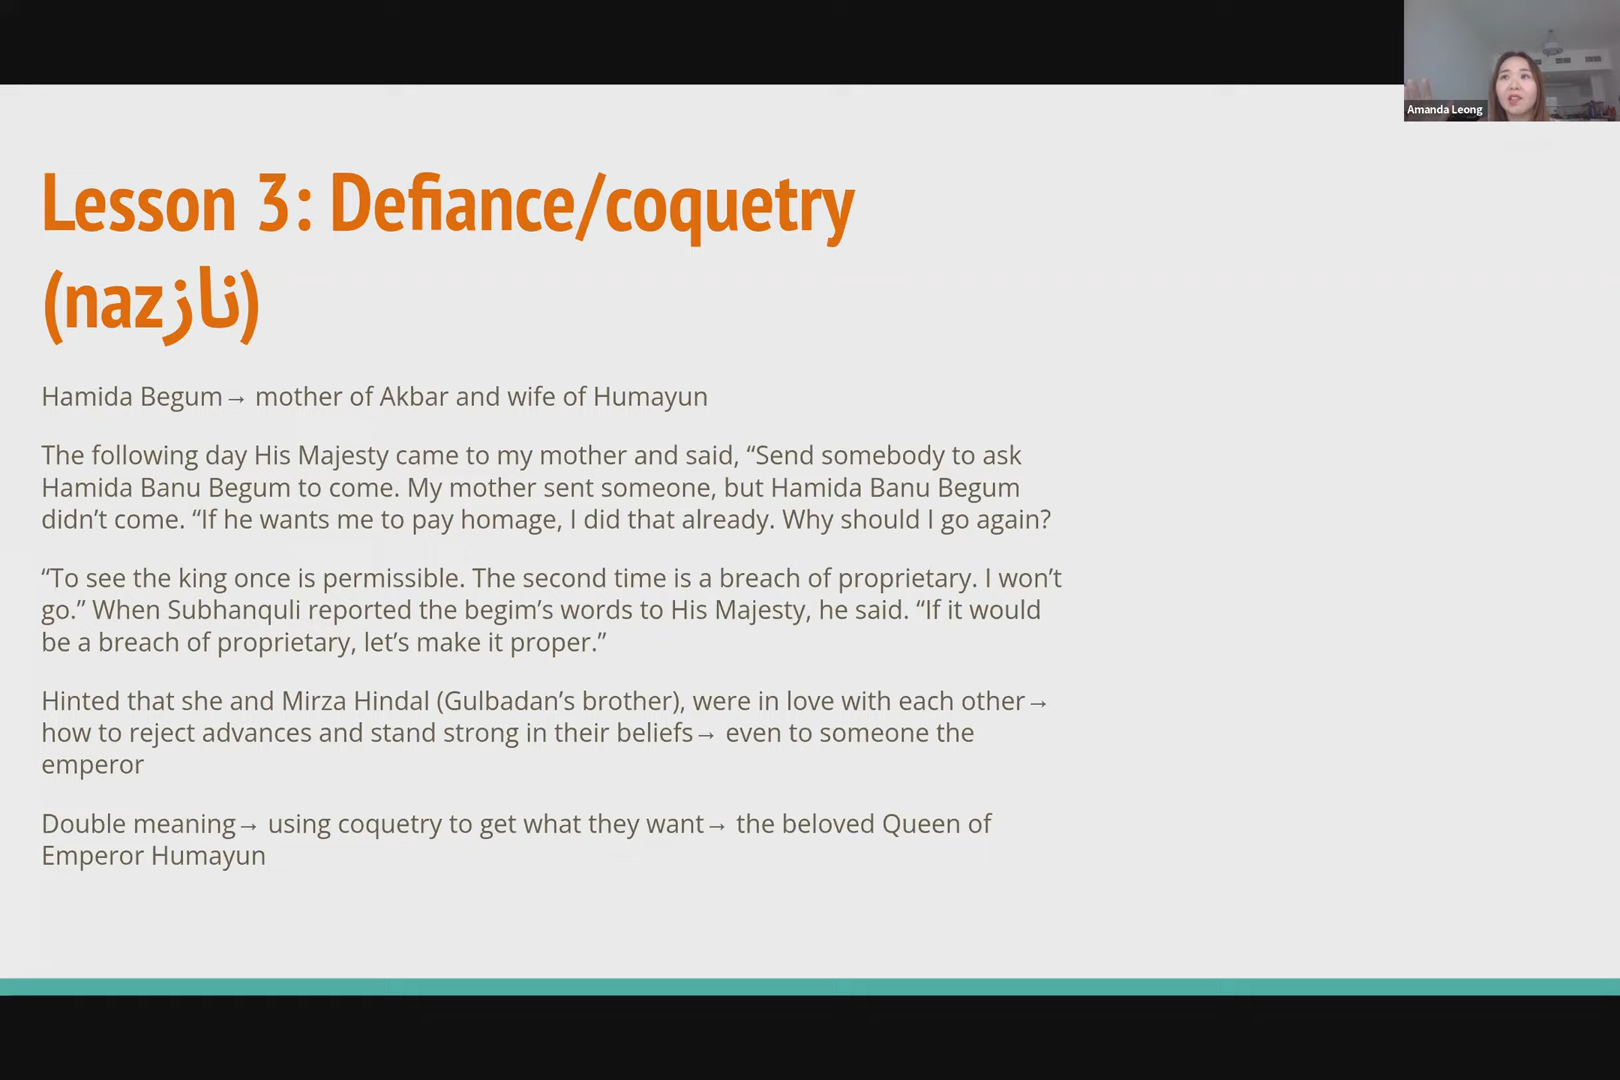 Amanda Leong
Lesson 3: Defiance/coquetry
(nazناز)
Hamida Begum→ mother of Akbar and wife of Humayun
The following day His Majesty came to my mother and said, “Send somebody to ask
Hamida Banu Begum to come. My mother sent someone, but Hamida Banu Begum
didn’t come. “If he wants me to pay homage, I did that already. Why should I go again?
“To see the king once is permissible. The second time is a breach of proprietary. I won’t
go.” When Subhanquli reported the begim’s words to His Majesty, he said. “If it would
be a breach of proprietary, let’s make it proper.”
Hinted that she and Mirza Hindal (Gulbadan’s brother), were in love with each other→
how to reject advances and stand strong in their beliefs→ even to someone the
emperor
Double meaning→ using coquetry to get what they want→ the beloved Queen of
Emperor Humayun